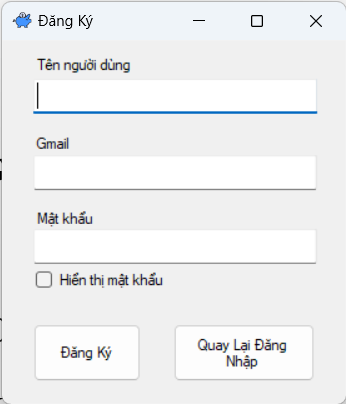 Đăng Ký
Tên người dùng
Gmail
Mật khẩu
Hiển thị mật khẩu
Đăng Ký
Quay Lại Đăng
Nhập